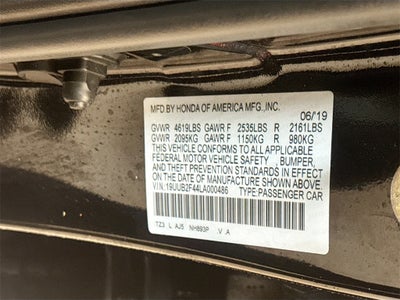 MFD.BY HONDA OF AMERICA MFG.,INC.
06/19
GVWR 4619LBS GAWR F 2535LBS R 2161LBS
GVWR 2095KG GAWR F 1150KG R 980KG
THIS VEHICLE CONFORMS TO ALL APPLICABLE
FEDERAL MOTOR VEHICLE SAFETY , BUMPER,
AND THEFT PREVENTION STANDARDS IN EFFECT
ON THE DATE OF MANUFACTURE SHOWN ABOVE.
V.I.N:19UUB2F44LA000486 TYPE:PASSENGER CAR
TZ3 L AJ5 NH893P V A